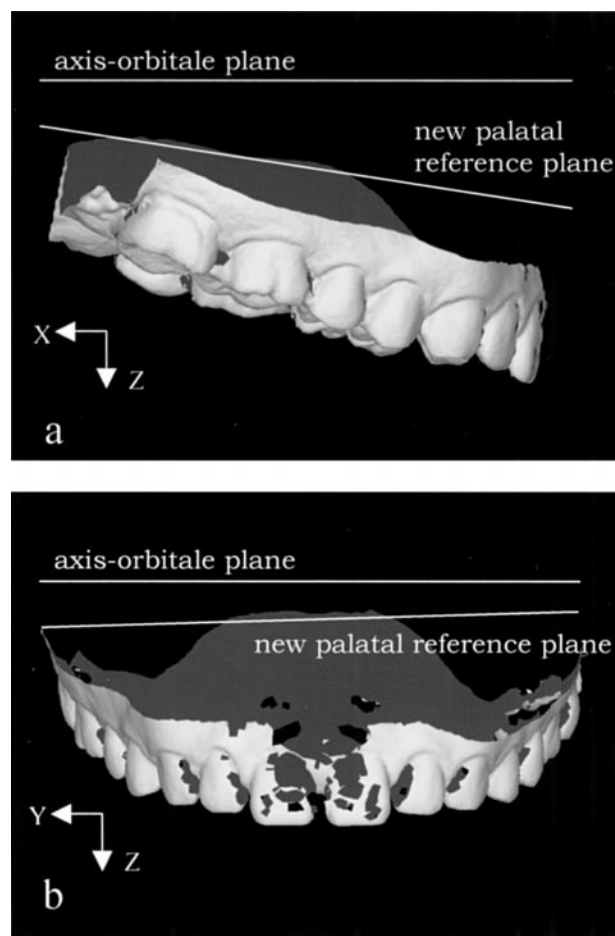 axis-orbitale plane
new palatal
reference plane
X
Z
a
axis-orbitale plane
new palatal reference plane
Y
Z
b